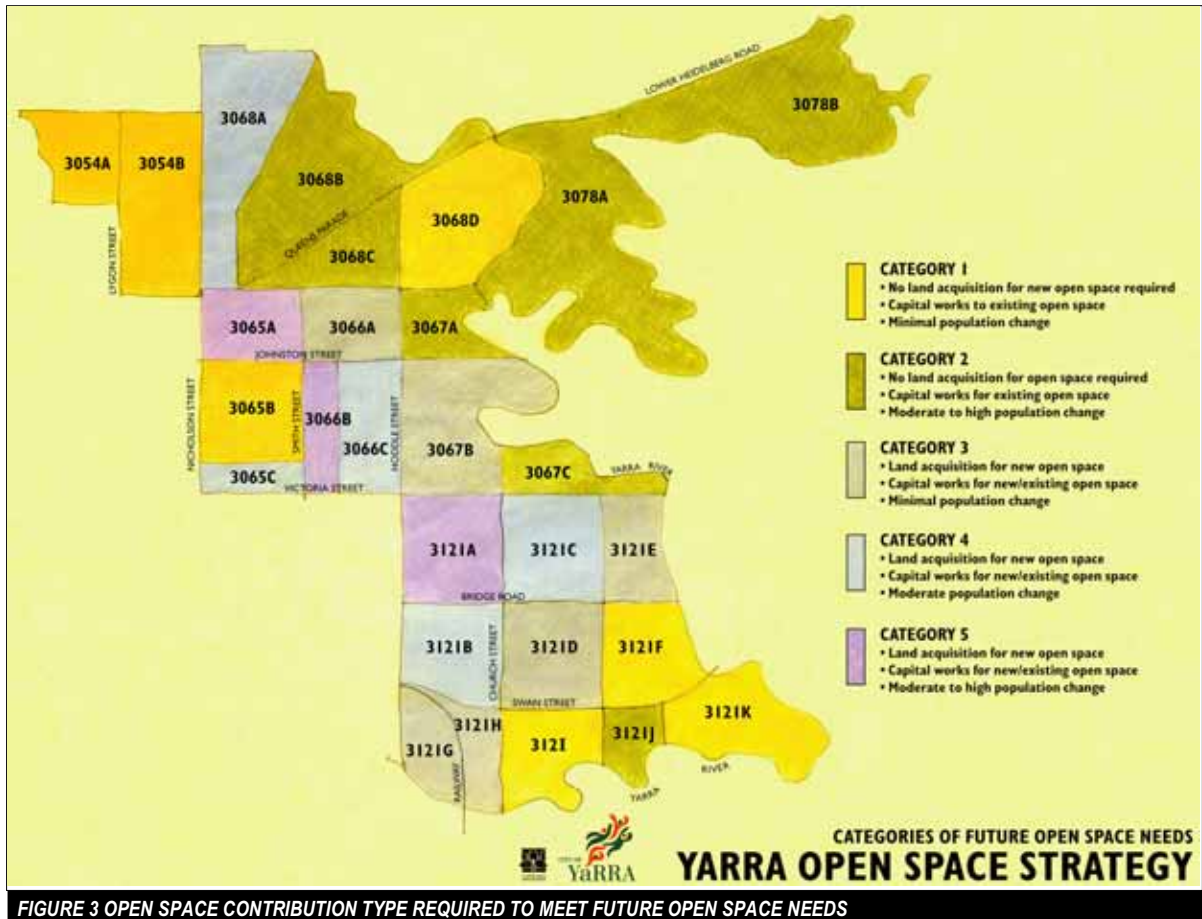 LOWER HEIDELBERG ROAD
3078B
3068A
3054A
3054B
3068B
3078A
3068D
QUEENS PARADE
3068C
LYGON STREET
3065A
3066A
3067A
JOHNSTON STREET
NICHOLSON STREET
3065B
SMITH STREET
3066B
3066C
HODDLE STREET
3067B
3065C
VICTORIA STREET
3067C
YARRA RIVER
3121A
3121C
3121E
BRIDGE ROAD
3121B
CHURCH STREET
3121D
3121F
SWAN STREET
3121G
3121H
RAILWAY
3121
3121J
3121K
YARRA RIVER
CATEGORY 1
• No land acquisition for new open space required
• Capital works to existing open space
• Minimal population change
CATEGORY 2
• No land acquisition for open space required
• Capital works for existing open space
• Moderate to high population change
CATEGORY 3
• Land acquisition for new open space
• Capital works for new/existing open space
• Minimal population change
CATEGORY 4
• Land acquisition for new open space
• Capital works for new/existing open space
• Moderate population change
CATEGORY 5
• Land acquisition for new open space
• Capital works for new/existing open space
• Moderate to high population change
CITY OF
YaRRA
CATEGORIES OF FUTURE OPEN SPACE NEEDS
YARRA OPEN SPACE STRATEGY
FIGURE 3 OPEN SPACE CONTRIBUTION TYPE REQUIRED TO MEET FUTURE OPEN SPACE NEEDS